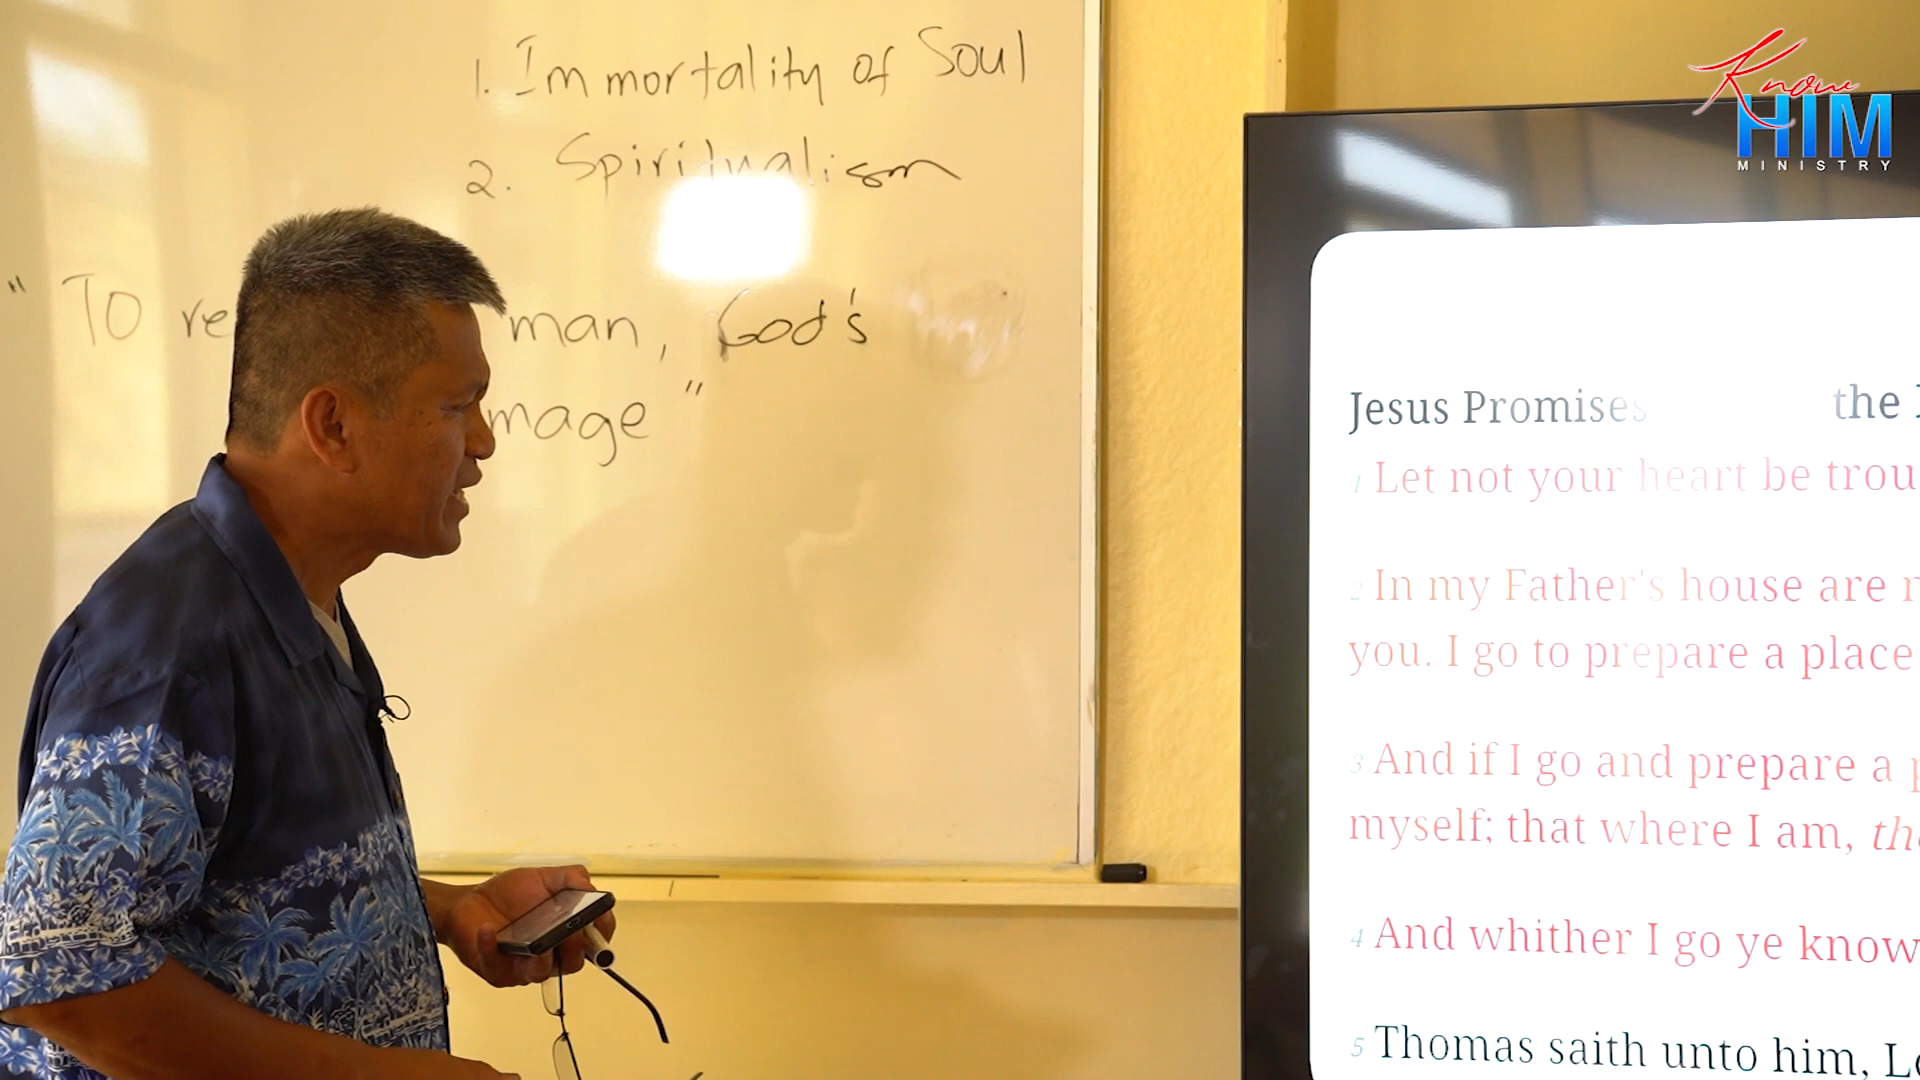 1. Immortality of Soul
2. Spiritualism
" To re man, God's
mage "
Know
HIM
MINISTRY
Jesus Promises the
1 Let not your heart be trou
2 In my Father's house are
you. I go to prepare a place
3 And if I go and prepare a
myself; that where I am, th
4 And whither I go ye know
5 Thomas saith unto him, Lo